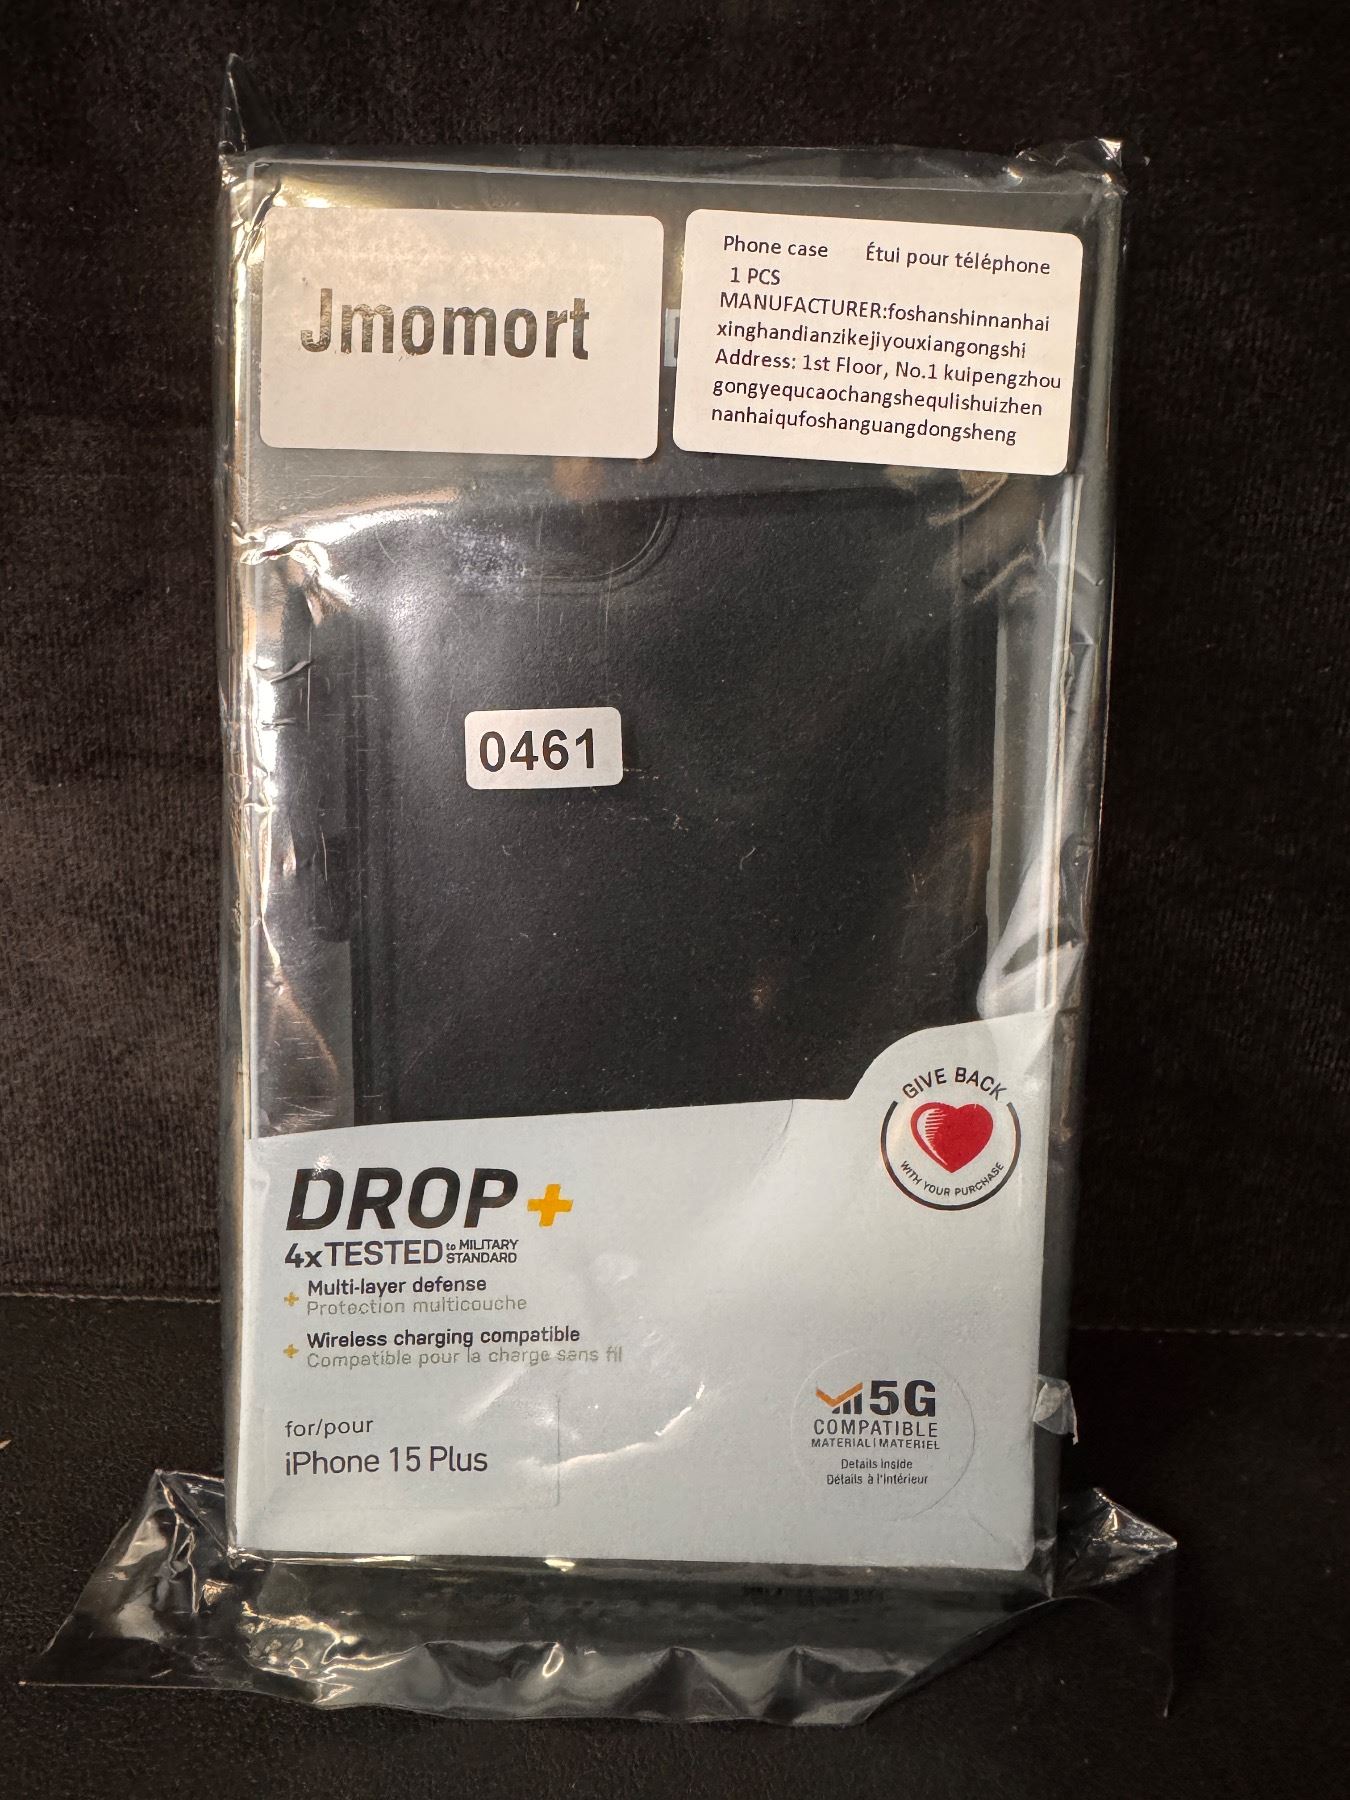 Jmomort
Phone case Étui pour téléphone
1 PCS
MANUFACTURER:foshanshinnanhai
xinghandianzikejiyouxiangongshi
Address: 1st Floor, No.1 kuipengzhou
gongyequcaochangshequlishuizhen
nanhaiqufoshanguangdongsheng
0461
GIVE BACK
WITH YOUR PURCHASE
DROP+
4xTESTED to MILITARY
STANDARD
+ Multi-layer defense
Protection multicouche
+ Wireless charging compatible
Compatible pour la charge sans fil
for/pour
iPhone 15 Plus
5G
COMPATIBLE
MATERIAL | MATERIEL
Details Inside
Détails à l'intérieur